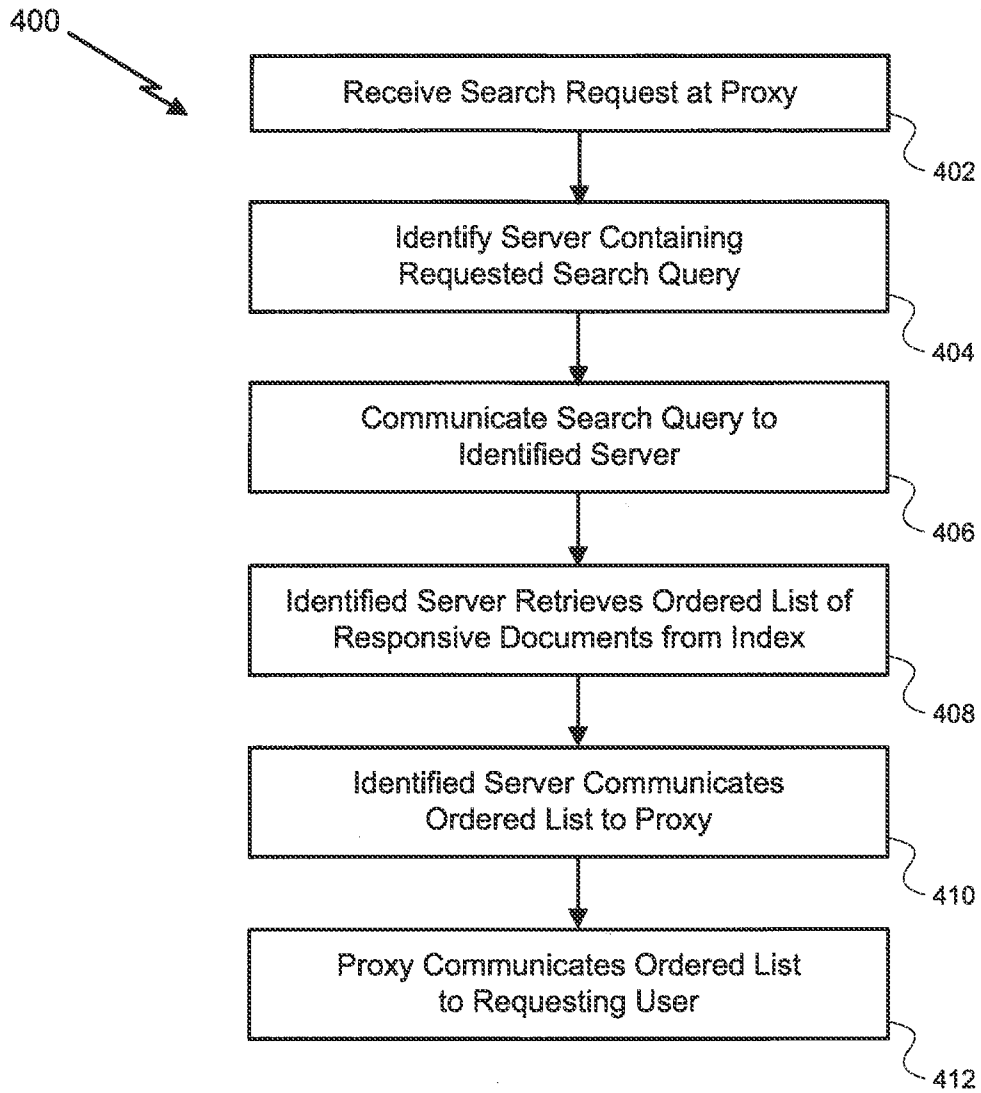 400
Receive Search Request at Proxy
402
Identify Server Containing
Requested Search Query
404
Communicate Search Query to
Identified Server
406
Identified Server Retrieves Ordered List of
Responsive Documents from Index
408
Identified Server Communicates
Ordered List to Proxy
410
Proxy Communicates Ordered List
to Requesting User
412